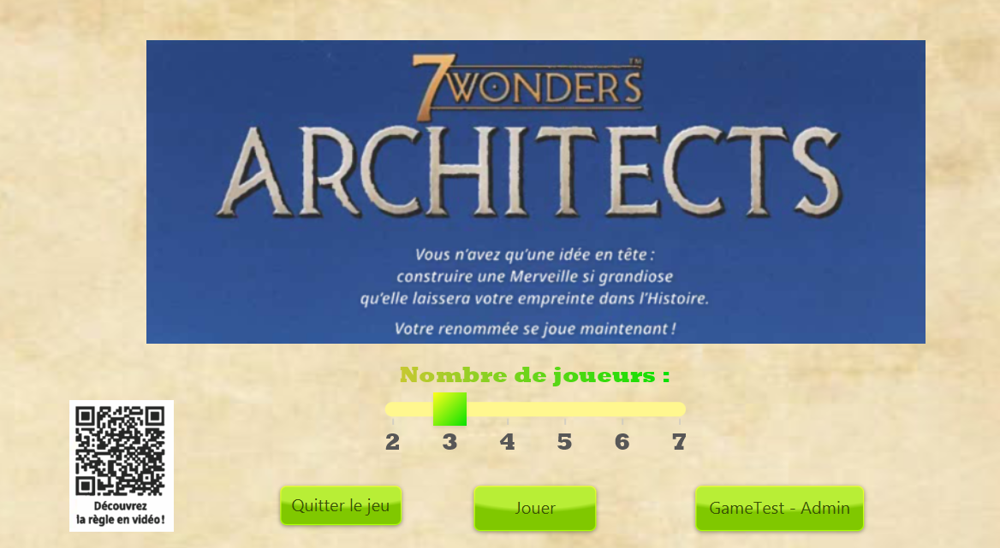 7 WONDERS™
ARCHITECTS
Vous n'avez qu'une idée en tête :
construire une Merveille si grandiose
qu'elle laissera votre empreinte dans l'Histoire.
Votre renommée se joue maintenant !
Nombre de joueurs :
2 3 4 5 6 7
Découvrez
la règle en vidéo !
Quitter le jeu
Jouer
GameTest - Admin